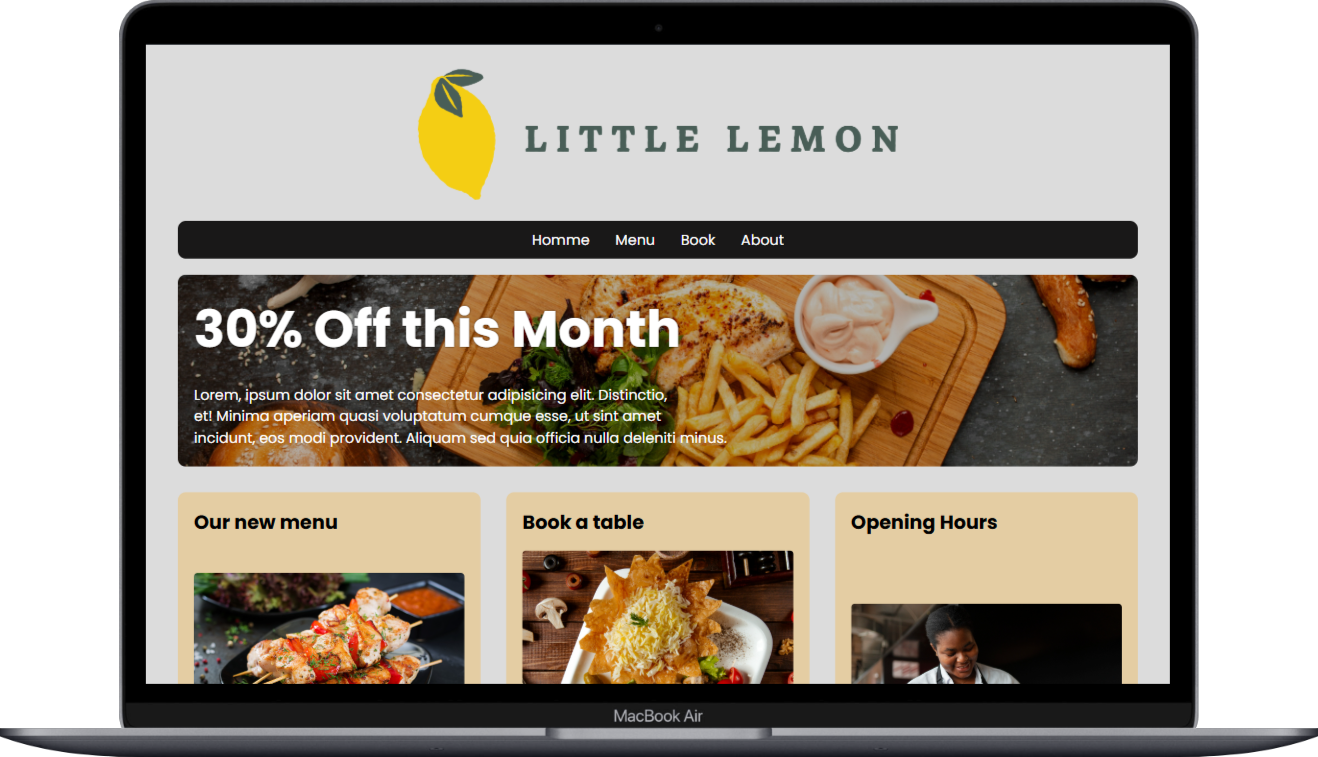 LITTLE LEMON
Homme Menu Book About
30% Off this Month
Lorem, ipsum dolor sit amet consectetur adipisicing elit. Distinctio,
et! Minima aperiam quasi voluptatum cumque esse, ut sint amet
incidunt, eos modi provident. Aliquam sed quia officia nulla deleniti minus.
Our new menu Book a table Opening Hours
MacBook Air